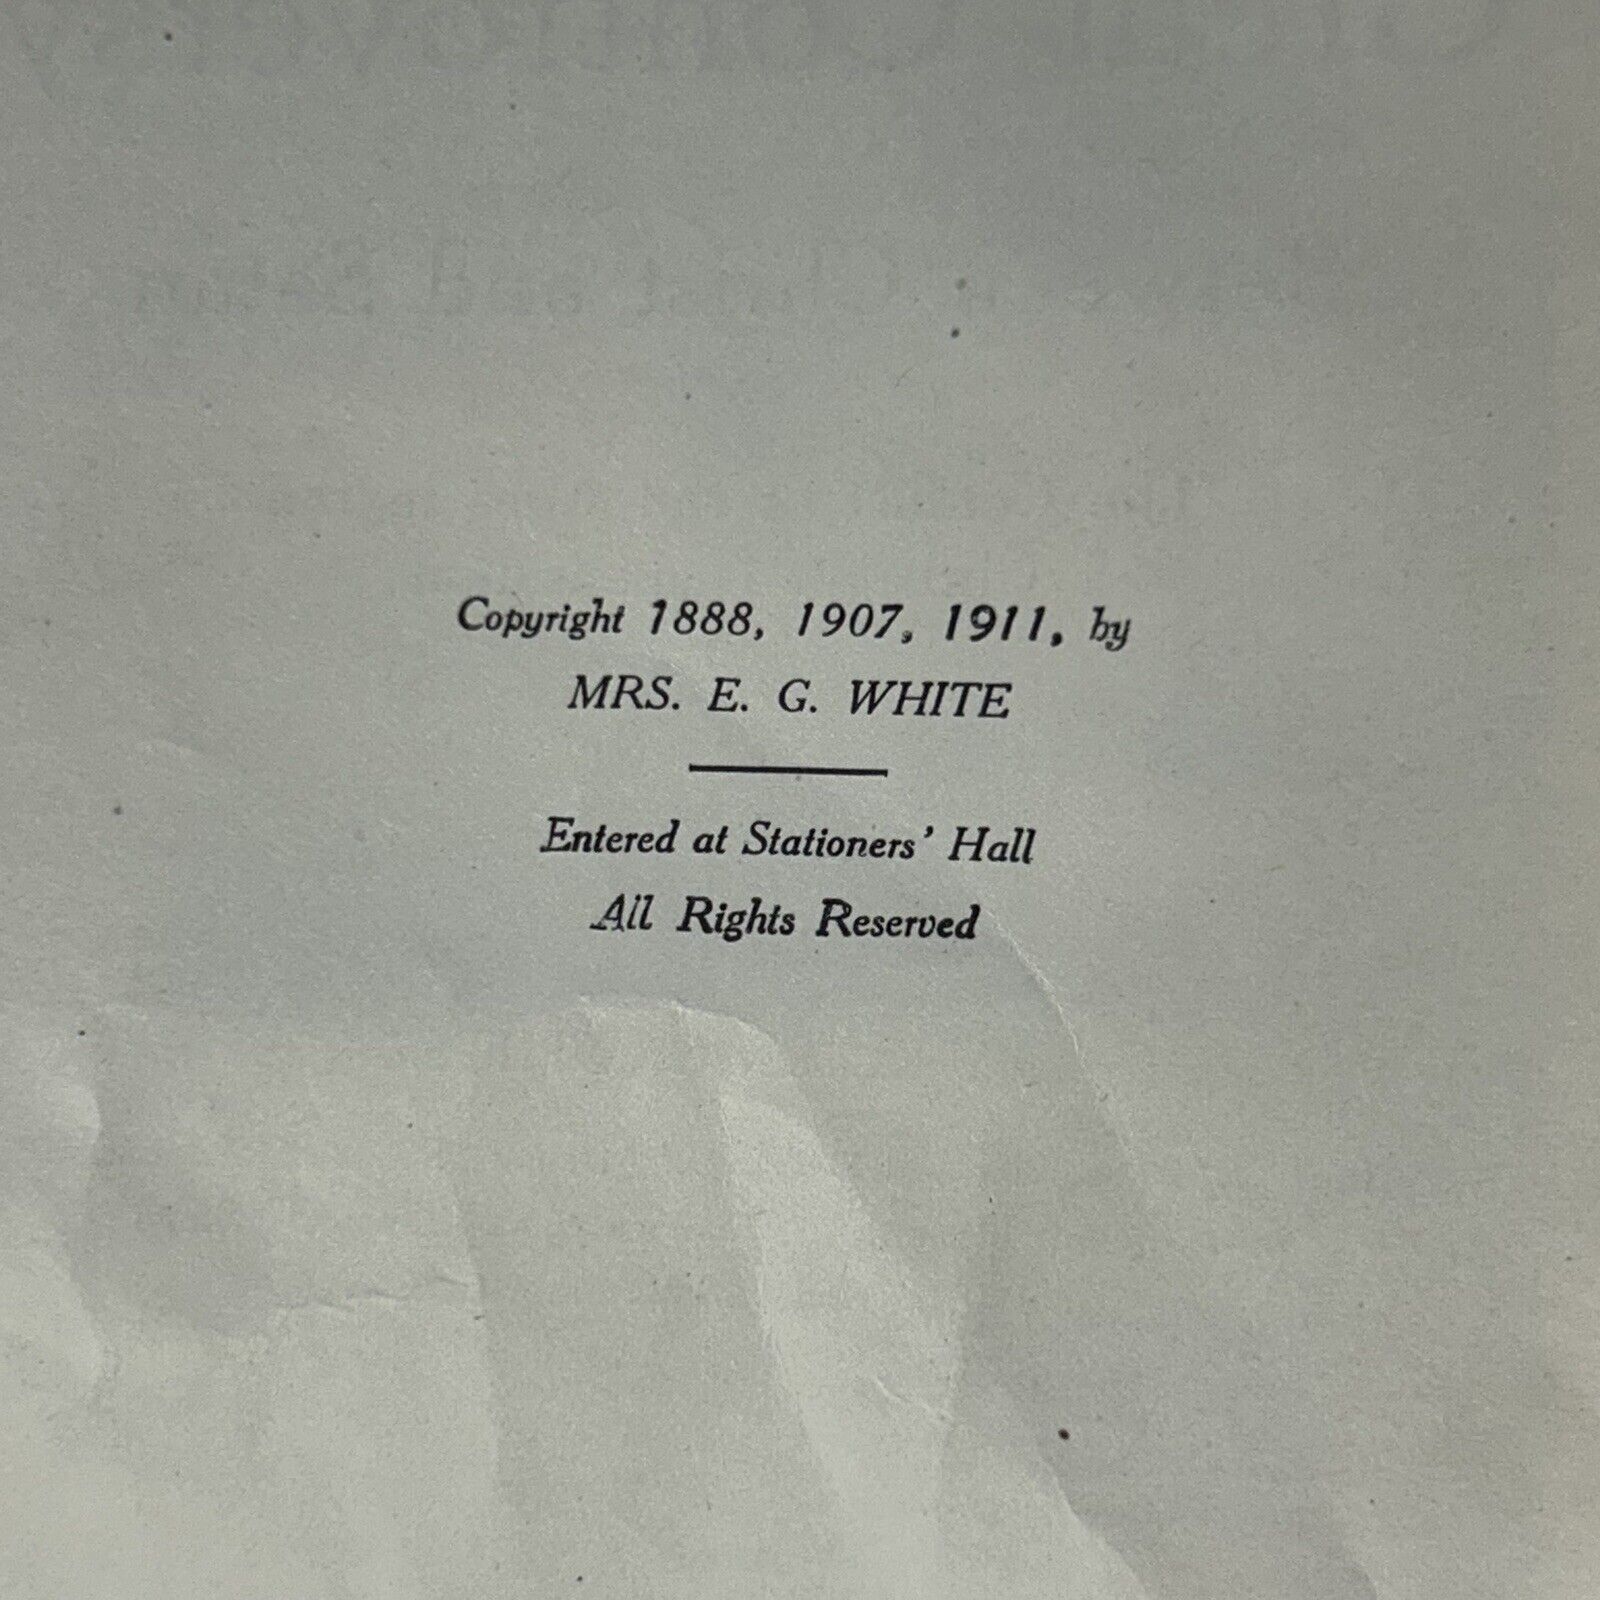 Copyright 1888, 1907, 1911, by
MRS. E. G. WHITE
Entered at Stationers' Hall
All Rights Reserved